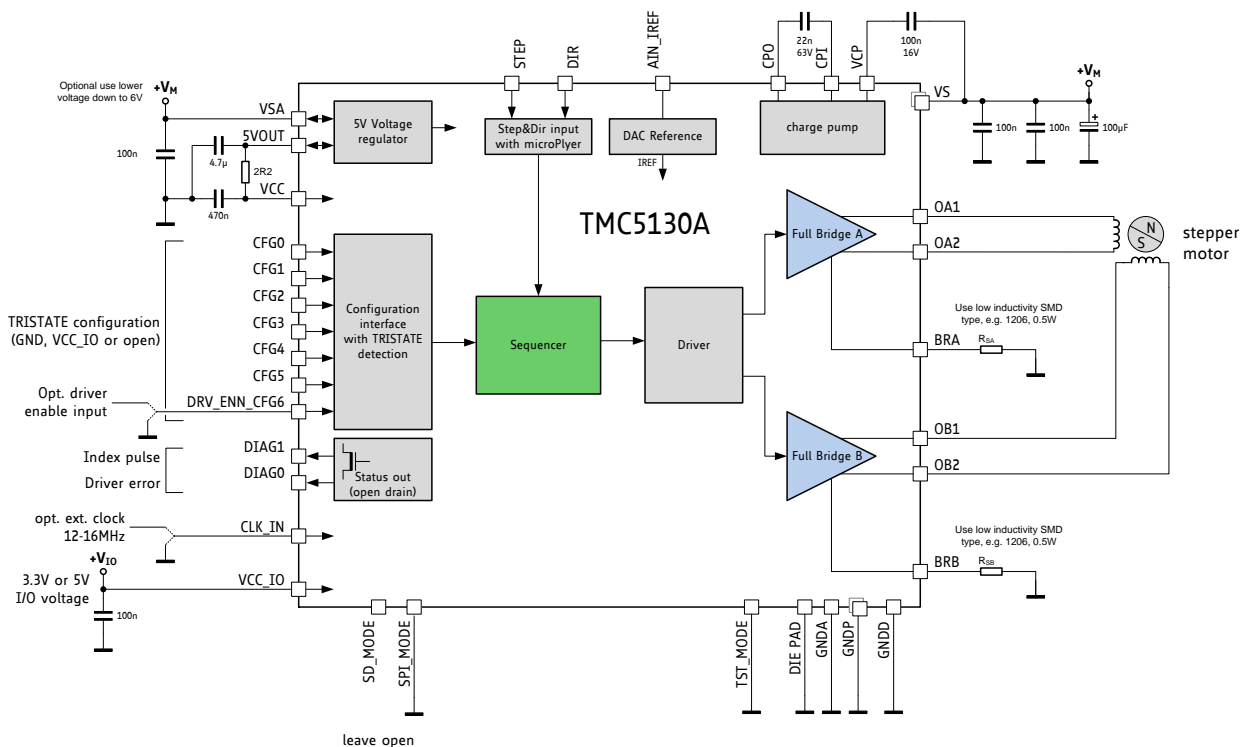 STEP
DIR
AIN_IREF
CPO
22n
63V
CPI
VCP
100n
16V
Optional use lower
voltage down to 6V
+VM
VSA
5VOUT
100n
4.7µ
2R2
470n
VCC
5V Voltage
regulator
Step&Dir input
with microPlyer
DAC Reference
IREF
charge pump
VS
+VM
100n
100n
100µF
+
TMC5130A
TRISTATE configuration
(GND, VCC_IO or open)
CFG0
CFG1
CFG2
CFG3
CFG4
CFG5
DRV_ENN_CFG6
Opt. driver
enable input
Configuration
interface
with TRISTATE
detection
Sequencer
Driver
Full Bridge A
Full Bridge B
OA1
OA2
N
S
stepper
motor
Use low inductivity SMD
type, e.g. 1206, 0.5W
BRA
RSA
OB1
OB2
Use low inductivity SMD
type, e.g. 1206, 0.5W
BRB
RSB
Index pulse
Driver error
DIAG1
DIAG0
Status out
(open drain)
opt. ext. clock
12-16MHz
CLK_IN
+VIO
3.3V or 5V
I/O voltage
VCC_IO
100n
SD_MODE
SPI_MODE
leave open
TST_MODE
DIE PAD
GNDA
GNDP
GNDD